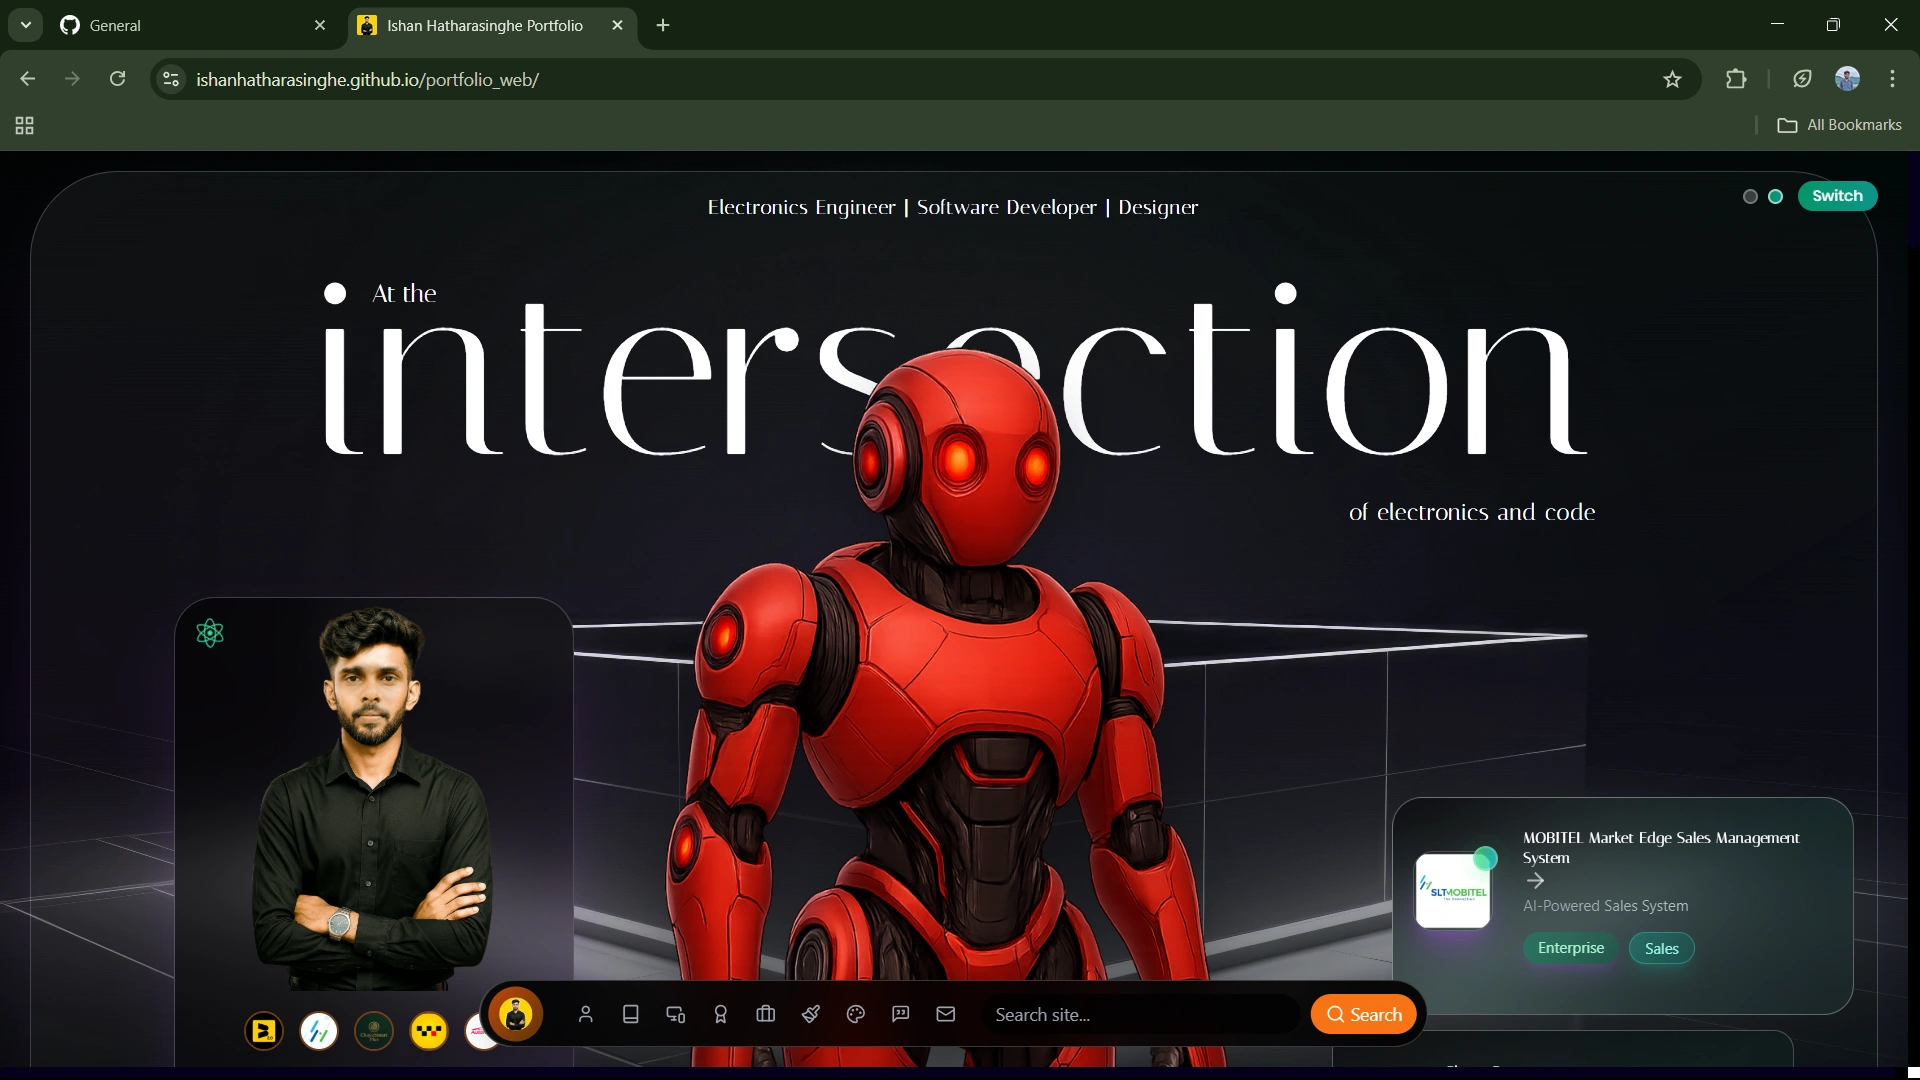 General
Ishan Hatharasinghe Portfolio
ishanhatharasinghe.github.io/portfolio_web/
All Bookmarks
Electronics Engineer | Software Developer | Designer
Switch
At the
intersection
of electronics and code
MOBITEL Market Edge Sales Management
System
SLTMOBITEL
AI-Powered Sales System
Enterprise
Sales
Search site...
Search